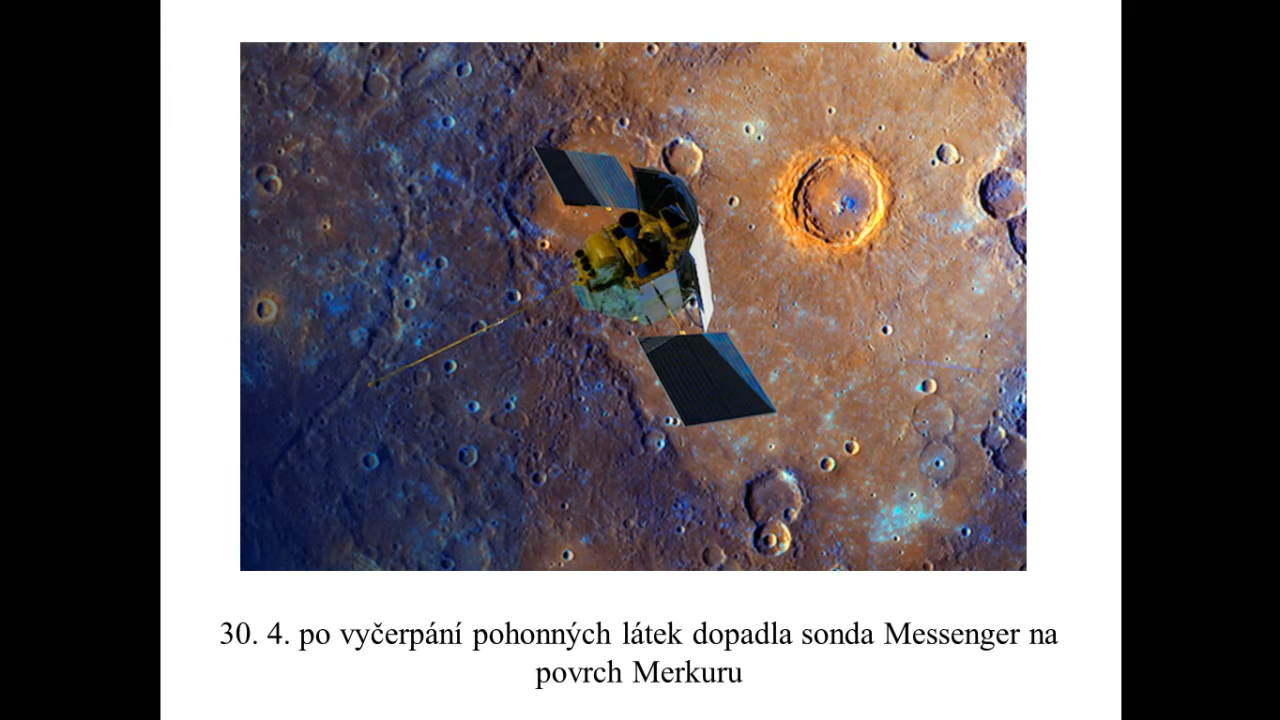 30. 4. po vyčerpání pohonných látek dopadla sonda Messenger na
povrch Merkuru